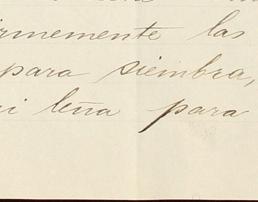 rmemente las
para siembra,
ni leña para